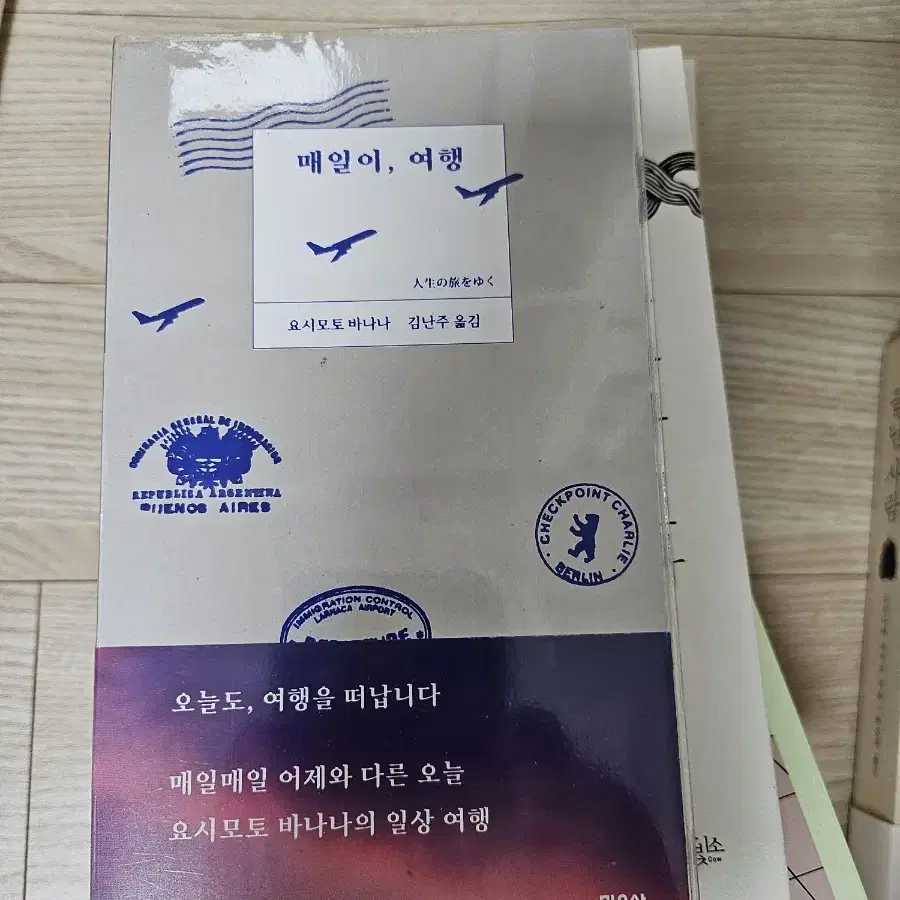 매일이, 여행
人生の旅をゆく
요시모토 바나나 김난주 옮김
REPUBLICA ARGENTINA
BUENOS AIRES
CHECKPOINT CHARLIE
BERLIN
IMMIGRATION CONTROL
LARNACA AIRPORT
오늘도, 여행을 떠납니다
매일매일 어제와 다른 오늘
요시모토 바나나의 일상 여행